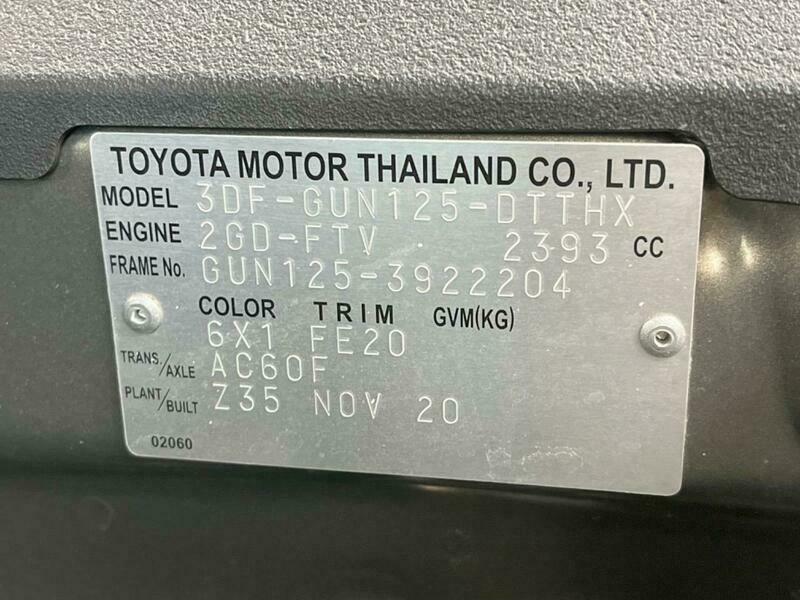 TOYOTA MOTOR THAILAND CO., LTD.
MODEL 3DF-GUN125-DTTHX
ENGINE 2GD-FTV 2393 CC
FRAME No. GUN125-3922204
COLOR TRIM GVM(KG)
6X1 FE20
TRANS./AXLE AC60F
PLANT/BUILT Z35 NOV 20
02060